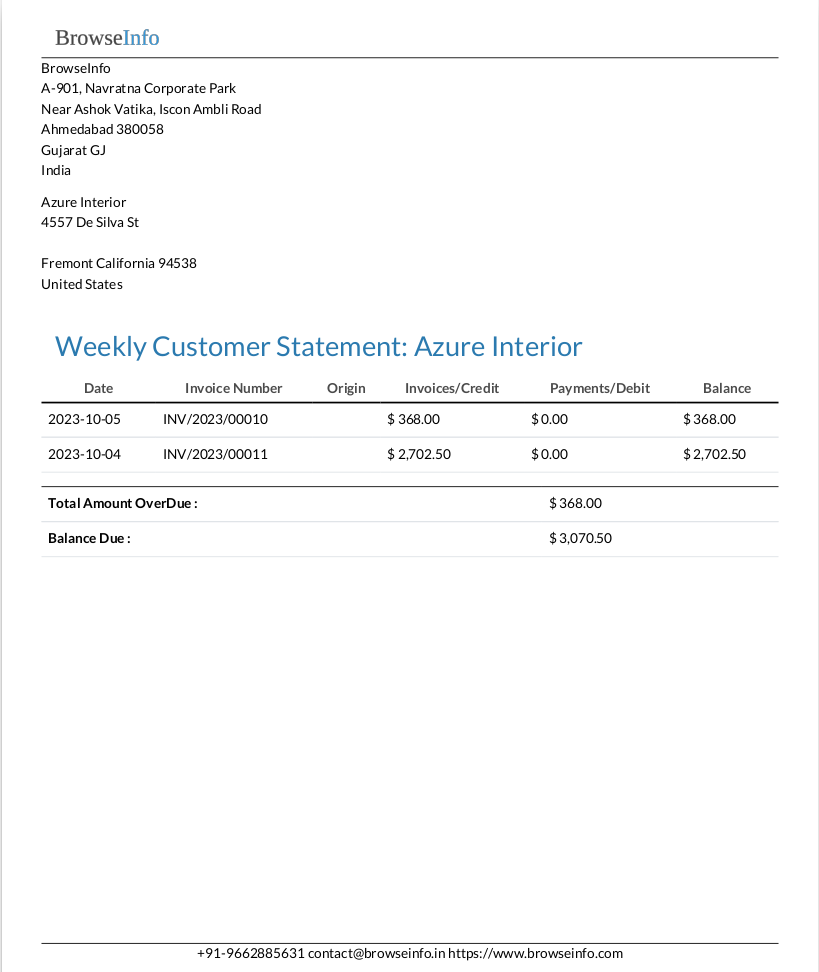 BrowseInfo
BrowseInfo
A-901, Navratna Corporate Park
Near Ashok Vatika, Iscon Ambli Road
Ahmedabad 380058
Gujarat GJ
India
Azure Interior
4557 De Silva St
Fremont California 94538
United States
Weekly Customer Statement: Azure Interior
Date Invoice Number Origin Invoices/Credit Payments/Debit Balance
2023-10-05 INV/2023/00010 $ 368.00 $ 0.00 $ 368.00
2023-10-04 INV/2023/00011 $ 2,702.50 $ 0.00 $ 2,702.50
Total Amount OverDue : $ 368.00
Balance Due : $ 3,070.50
+91-9662885631 contact@browseinfo.in https://www.browseinfo.com